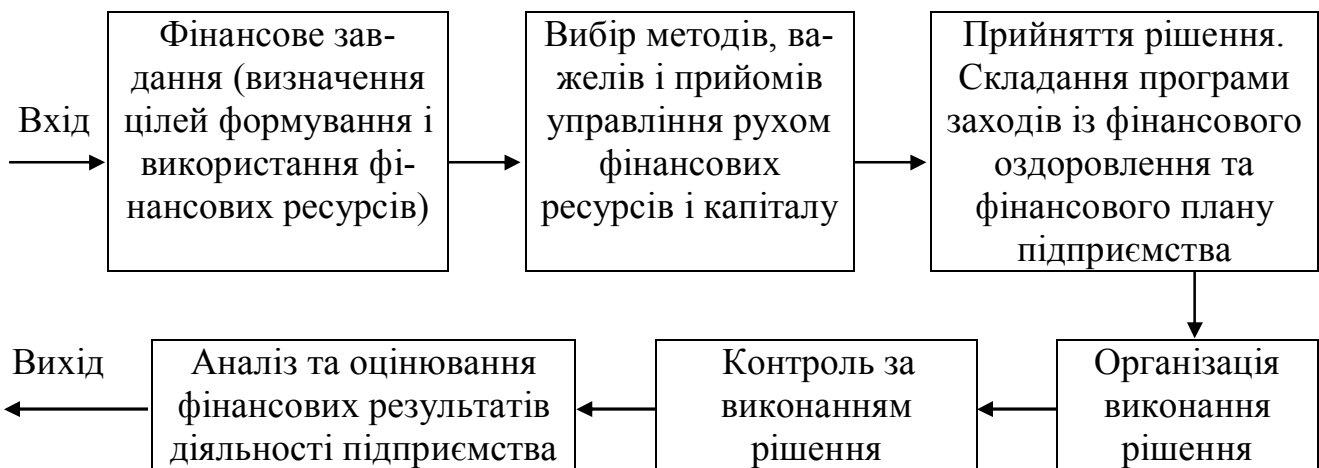 Вхід
Фінансове зав-
дання (визначення
цілей формування і
використання фі-
нансових ресурсів)
Вибір методів, ва-
желів і прийомів
управління рухом
фінансових
ресурсів і капіталу
Прийняття рішення.
Складання програми
заходів із фінансового
оздоровлення та
фінансового плану
підприємства
Організація
виконання
рішення
Контроль за
виконанням
рішення
Аналіз та оцінювання
фінансових результатів
діяльності підприємства
Вихід